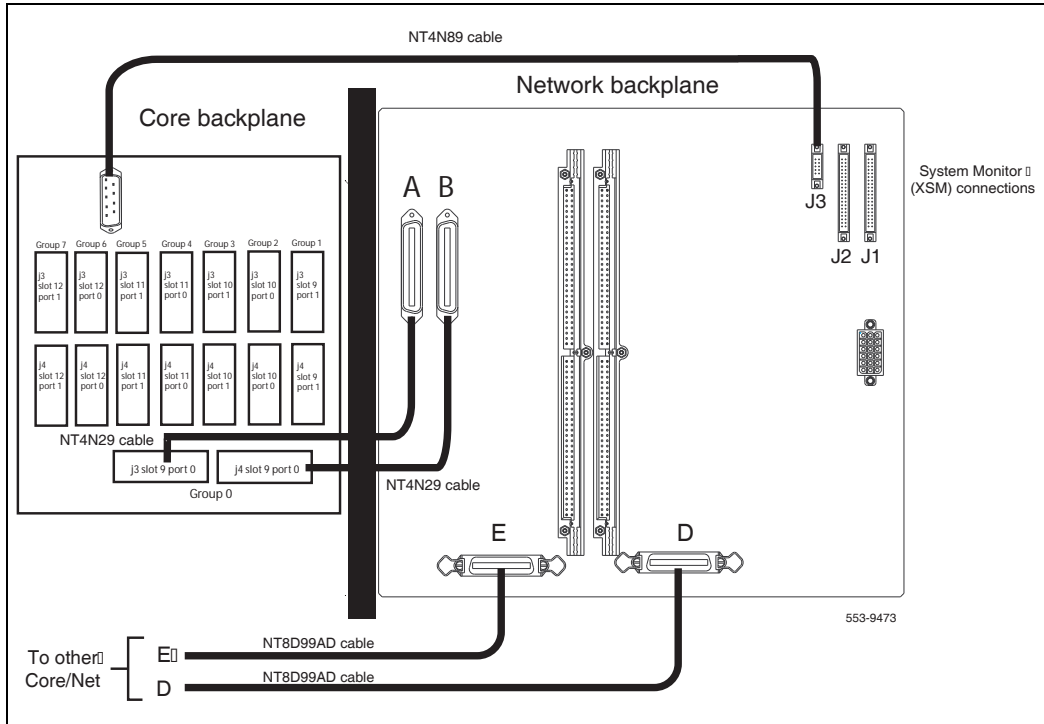 NT4N89 cable
Network backplane
Core backplane
A B
System Monitor
(XSM) connections
J3
J2 J1
Group 7 Group 6 Group 5 Group 4 Group 3 Group 2 Group 1
j3
slot 12
port 1
j3
slot 12
port 0
j3
slot 11
port 1
j3
slot 11
port 0
j3
slot 10
port 1
j3
slot 10
port 0
j3
slot 9
port 1
j4
slot 12
port 1
j4
slot 12
port 0
j4
slot 11
port 1
j4
slot 11
port 0
j4
slot 10
port 1
j4
slot 10
port 0
j4
slot 9
port 1
NT4N29 cable
j3 slot 9 port 0
j4 slot 9 port 0
Group 0
NT4N29 cable
E
D
553-9473
To other
Core/Net
E
D
NT8D99AD cable
NT8D99AD cable